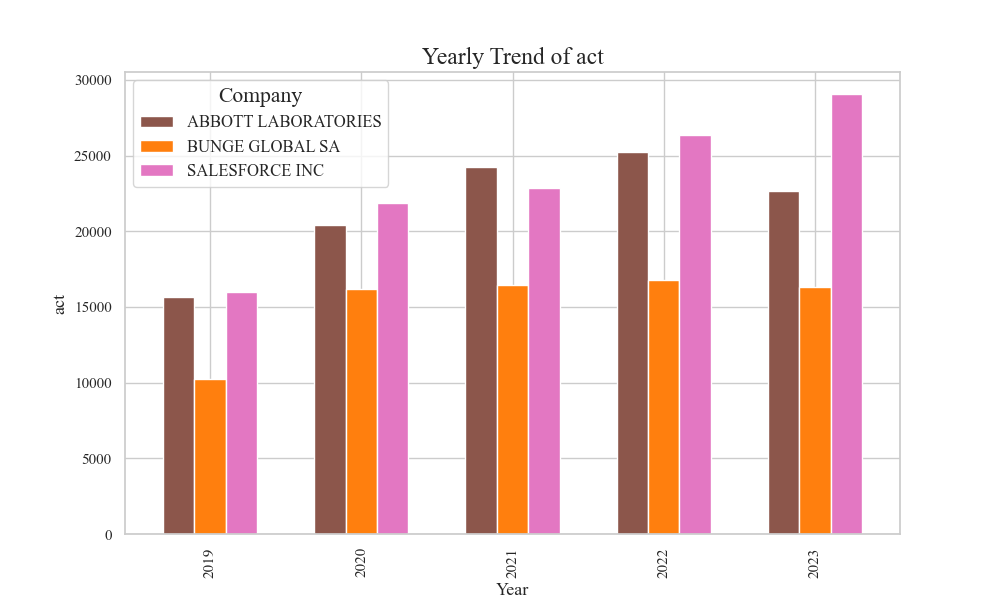 Yearly Trend of act
Company
ABBOTT LABORATORIES
BUNGE GLOBAL SA
SALESFORCE INC
30000
25000
20000
15000
10000
5000
0
act
2019
2020
2021
2022
2023
Year